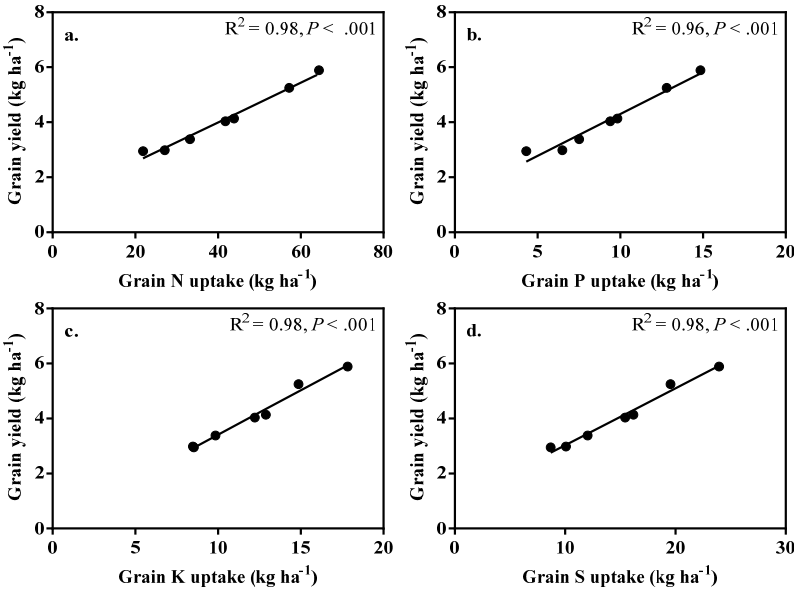 a.
R² = 0.98, P < .001
Grain yield (kg ha⁻¹)
8
6
4
2
0
0 20 40 60 80
Grain N uptake (kg ha⁻¹)
b.
R² = 0.96, P < .001
Grain yield (kg ha⁻¹)
8
6
4
2
0
0 5 10 15 20
Grain P uptake (kg ha⁻¹)
c.
R² = 0.98, P < .001
Grain yield (kg ha⁻¹)
8
6
4
2
0
0 5 10 15 20
Grain K uptake (kg ha⁻¹)
d.
R² = 0.98, P < .001
Grain yield (kg ha⁻¹)
8
6
4
2
0
0 10 20 30
Grain S uptake (kg ha⁻¹)